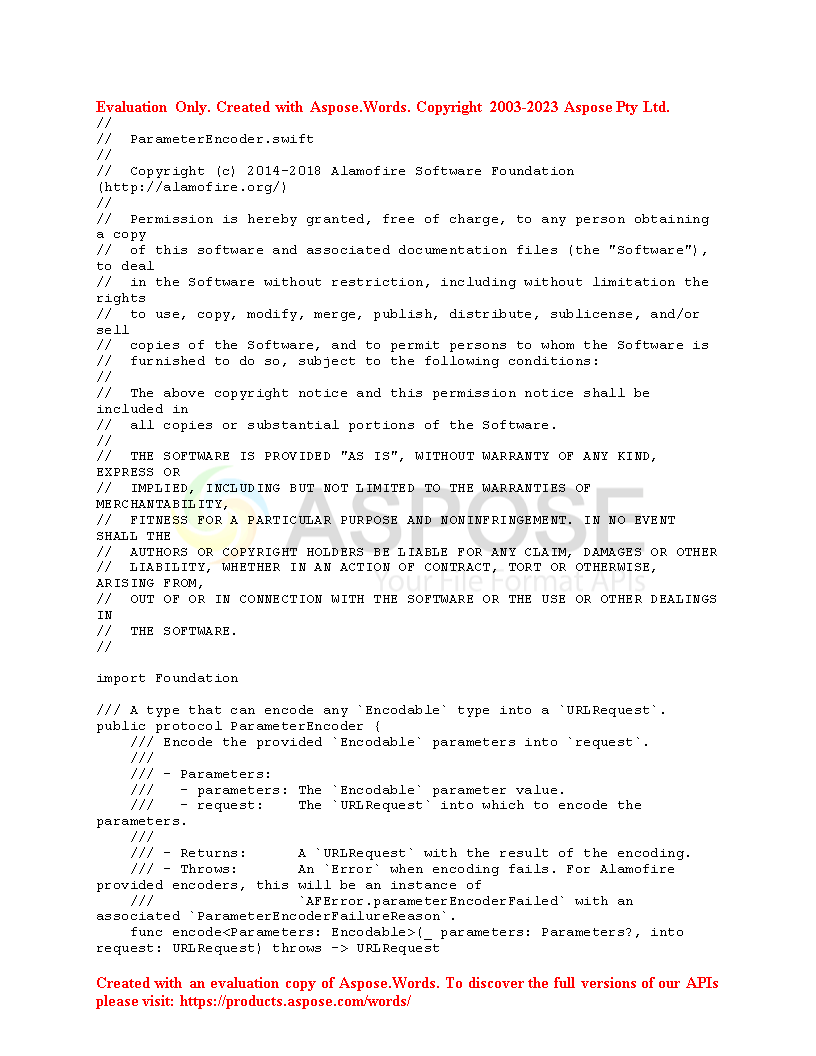 Evaluation Only. Created with Aspose.Words. Copyright 2003-2023 Aspose Pty Ltd.
//
//  ParameterEncoder.swift
//
//  Copyright (c) 2014-2018 Alamofire Software Foundation
(http://alamofire.org/)
//
//  Permission is hereby granted, free of charge, to any person obtaining
a copy
//  of this software and associated documentation files (the "Software"),
to deal
//  in the Software without restriction, including without limitation the
rights
//  to use, copy, modify, merge, publish, distribute, sublicense, and/or
sell
//  copies of the Software, and to permit persons to whom the Software is
//  furnished to do so, subject to the following conditions:
//
//  The above copyright notice and this permission notice shall be
included in
//  all copies or substantial portions of the Software.
//
//  THE SOFTWARE IS PROVIDED "AS IS", WITHOUT WARRANTY OF ANY KIND,
EXPRESS OR
//  IMPLIED, INCLUDING BUT NOT LIMITED TO THE WARRANTIES OF
MERCHANTABILITY,
//  FITNESS FOR A PARTICULAR PURPOSE AND NONINFRINGEMENT. IN NO EVENT
SHALL THE
//  AUTHORS OR COPYRIGHT HOLDERS BE LIABLE FOR ANY CLAIM, DAMAGES OR OTHER
//  LIABILITY, WHETHER IN AN ACTION OF CONTRACT, TORT OR OTHERWISE,
ARISING FROM,
//  OUT OF OR IN CONNECTION WITH THE SOFTWARE OR THE USE OR OTHER DEALINGS
IN
//  THE SOFTWARE.
//
ASPOSE
Your File Format APIs

import Foundation

/// A type that can encode any `Encodable` type into a `URLRequest`.
public protocol ParameterEncoder {
    /// Encode the provided `Encodable` parameters into `request`.
    ///
    /// - Parameters:
    ///   - parameters: The `Encodable` parameter value.
    ///   - request:    The `URLRequest` into which to encode the
parameters.
    ///
    /// - Returns:      A `URLRequest` with the result of the encoding.
    /// - Throws:       An `Error` when encoding fails. For Alamofire
provided encoders, this will be an instance of
    ///                 `AFError.parameterEncoderFailed` with an
associated `ParameterEncoderFailureReason`.
    func encode<Parameters: Encodable>(_ parameters: Parameters?, into
request: URLRequest) throws -> URLRequest

Created with an evaluation copy of Aspose.Words. To discover the full versions of our APIs
please visit: https://products.aspose.com/words/